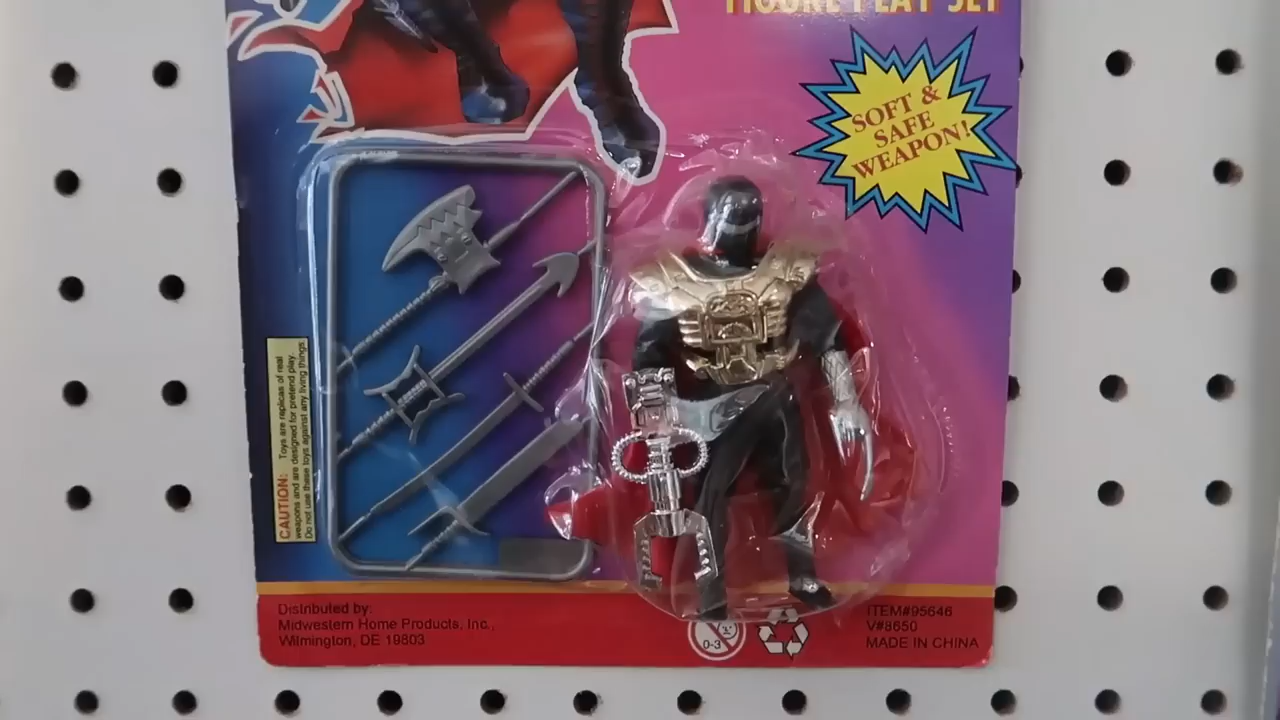 FIGURE PLAY SET
SOFT &
SAFE
WEAPON!
CAUTION: Toys are replicas of real
weapons and are designed for pretend play.
Do not use these toys against any living things
Distributed by:
Midwestern Home Products, Inc.,
Wilmington, DE 19803
0-3
ITEM#95646
V#8650
MADE IN CHINA